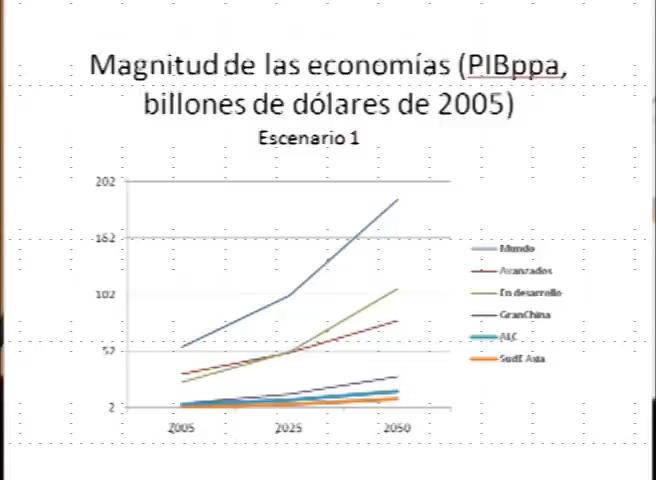 Magnitud de las economías (PIBppa,
billones de dólares de 2005)
Escenario 1
202
152
102
52
2
2005 2025 2050
Mundo
Avanzados
En desarrollo
GranChina
ALC
SudE Asia